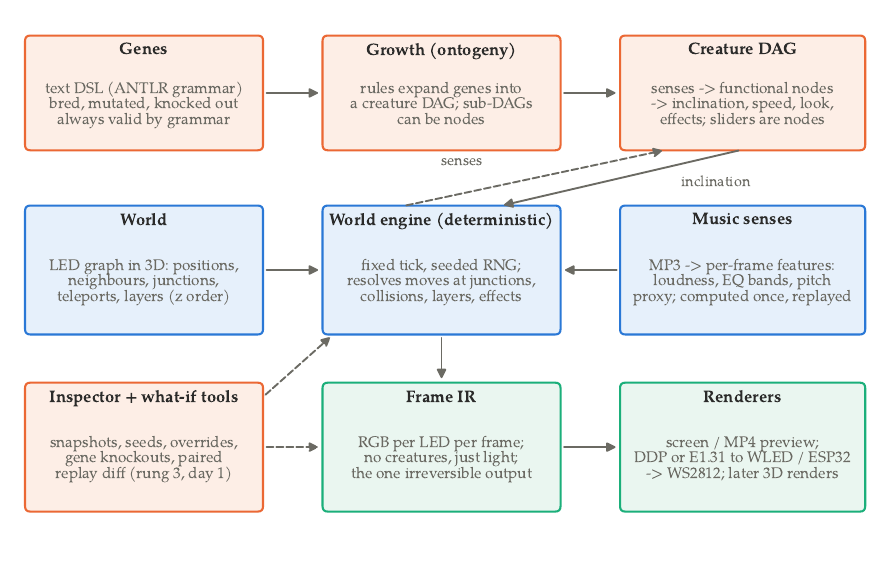 Genes
text DSL (ANTLR grammar)
bred, mutated, knocked out
always valid by grammar
Growth (ontogeny)
rules expand genes into
a creature DAG; sub-DAGs
can be nodes
Creature DAG
senses -> functional nodes
-> inclination, speed, look,
effects; sliders are nodes
senses
inclination
World
LED graph in 3D: positions,
neighbours, junctions,
teleports, layers (z order)
World engine (deterministic)
fixed tick, seeded RNG;
resolves moves at junctions,
collisions, layers, effects
Music senses
MP3 -> per-frame features:
loudness, EQ bands, pitch
proxy; computed once, replayed
Inspector + what-if tools
snapshots, seeds, overrides,
gene knockouts, paired
replay diff (rung 3, day 1)
Frame IR
RGB per LED per frame;
no creatures, just light;
the one irreversible output
Renderers
screen / MP4 preview;
DDP or E1.31 to WLED / ESP32
-> WS2812; later 3D renders